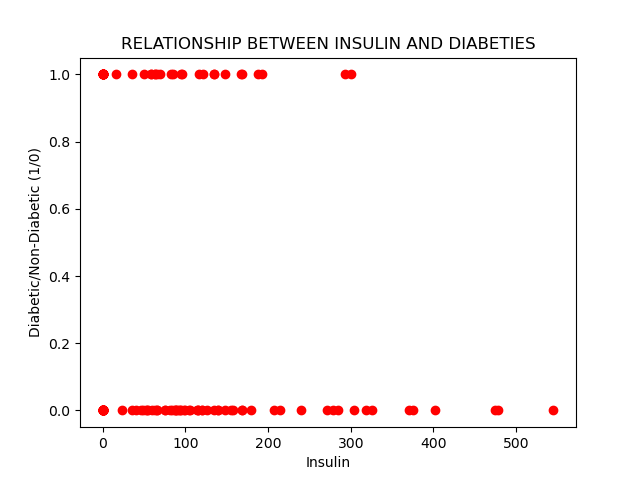 RELATIONSHIP BETWEEN INSULIN AND DIABETIES
1.0
0.8
0.6
0.4
0.2
0.0
Diabetic/Non-Diabetic (1/0)
0 100 200 300 400 500
Insulin